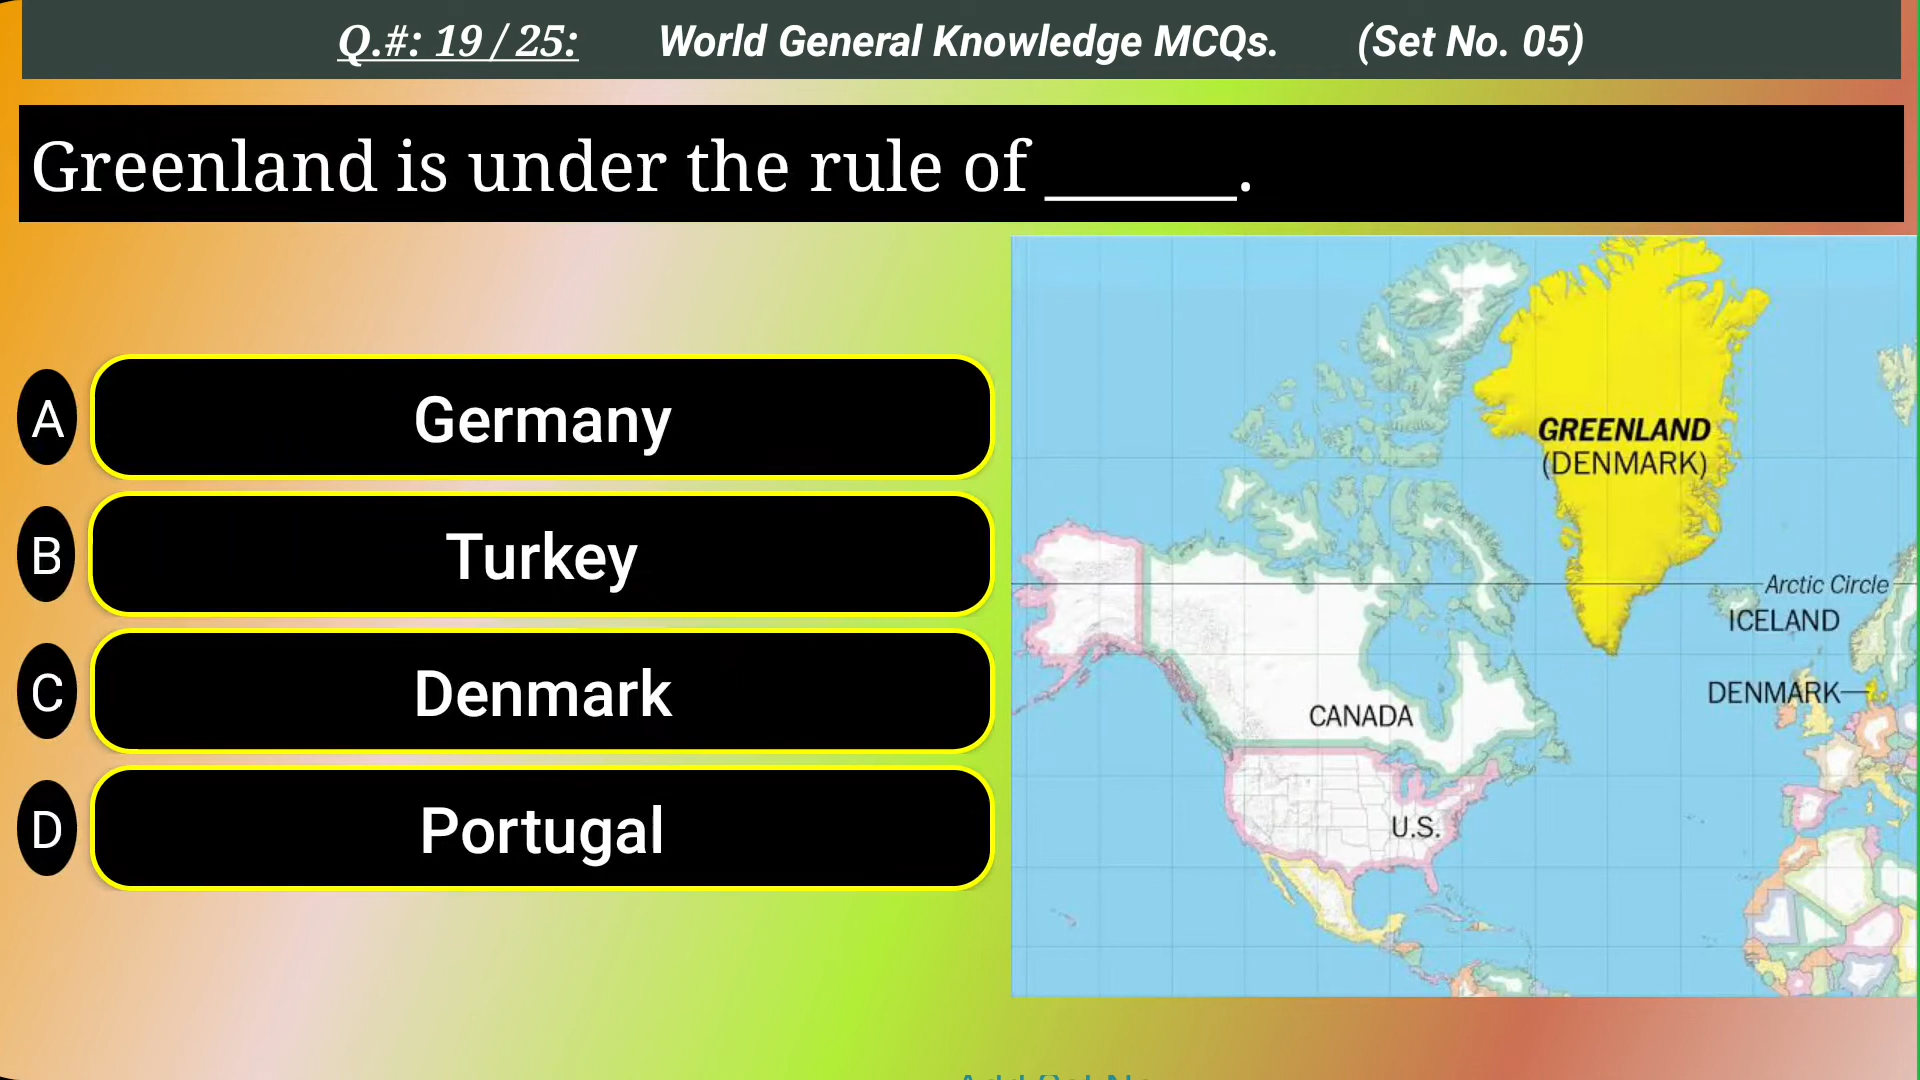 Q.#: 19 / 25: World General Knowledge MCQs. (Set No. 05)
Greenland is under the rule of ______.
A Germany
B Turkey
C Denmark
D Portugal
GREENLAND
(DENMARK)
Arctic Circle
ICELAND
DENMARK
CANADA
U.S.